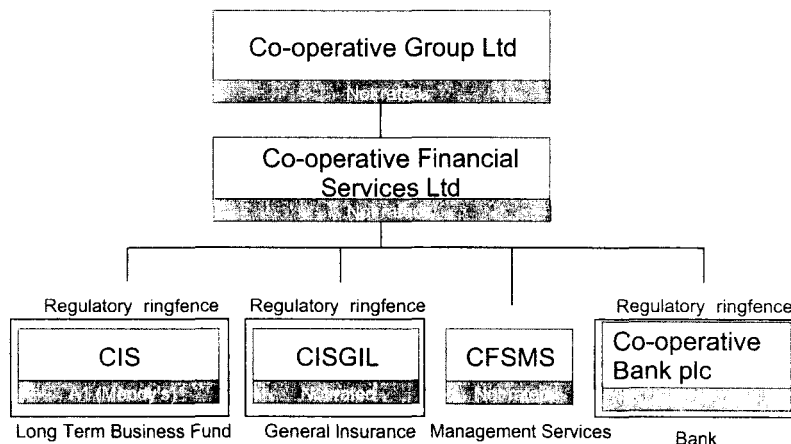 Co-operative Group Ltd
Not rated
Co-operative Financial
Services Ltd
Not rated
Regulatory ringfence
Regulatory ringfence
Regulatory ringfence
CIS
CISGIL
CFSMS
Co-operative
Bank plc
A1 (Moody's)
Not rated
Not rated
Long Term Business Fund
General Insurance
Management Services
Bank